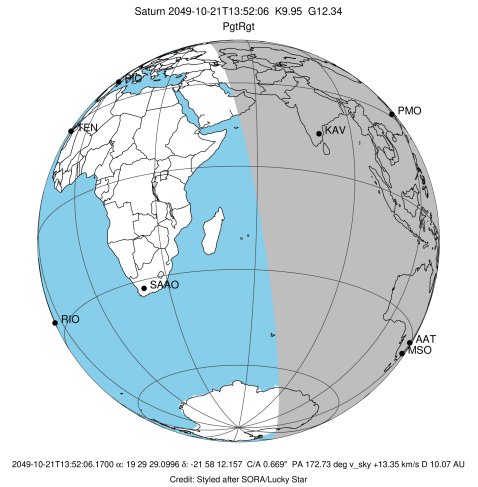 Saturn 2049-10-21T13:52:06 K9.95 G12.34
PgtRgt
PIC
TEN
KAV
PMO
SAAO
RIO
AAT
MSO
2049-10-21T13:52:06.1700 α: 19 29 29.0996 δ: -21 58 12.157 C/A 0.669" PA 172.73 deg v_sky +13.35 km/s D 10.07 AU
Credit: Styled after SORA/Lucky Star